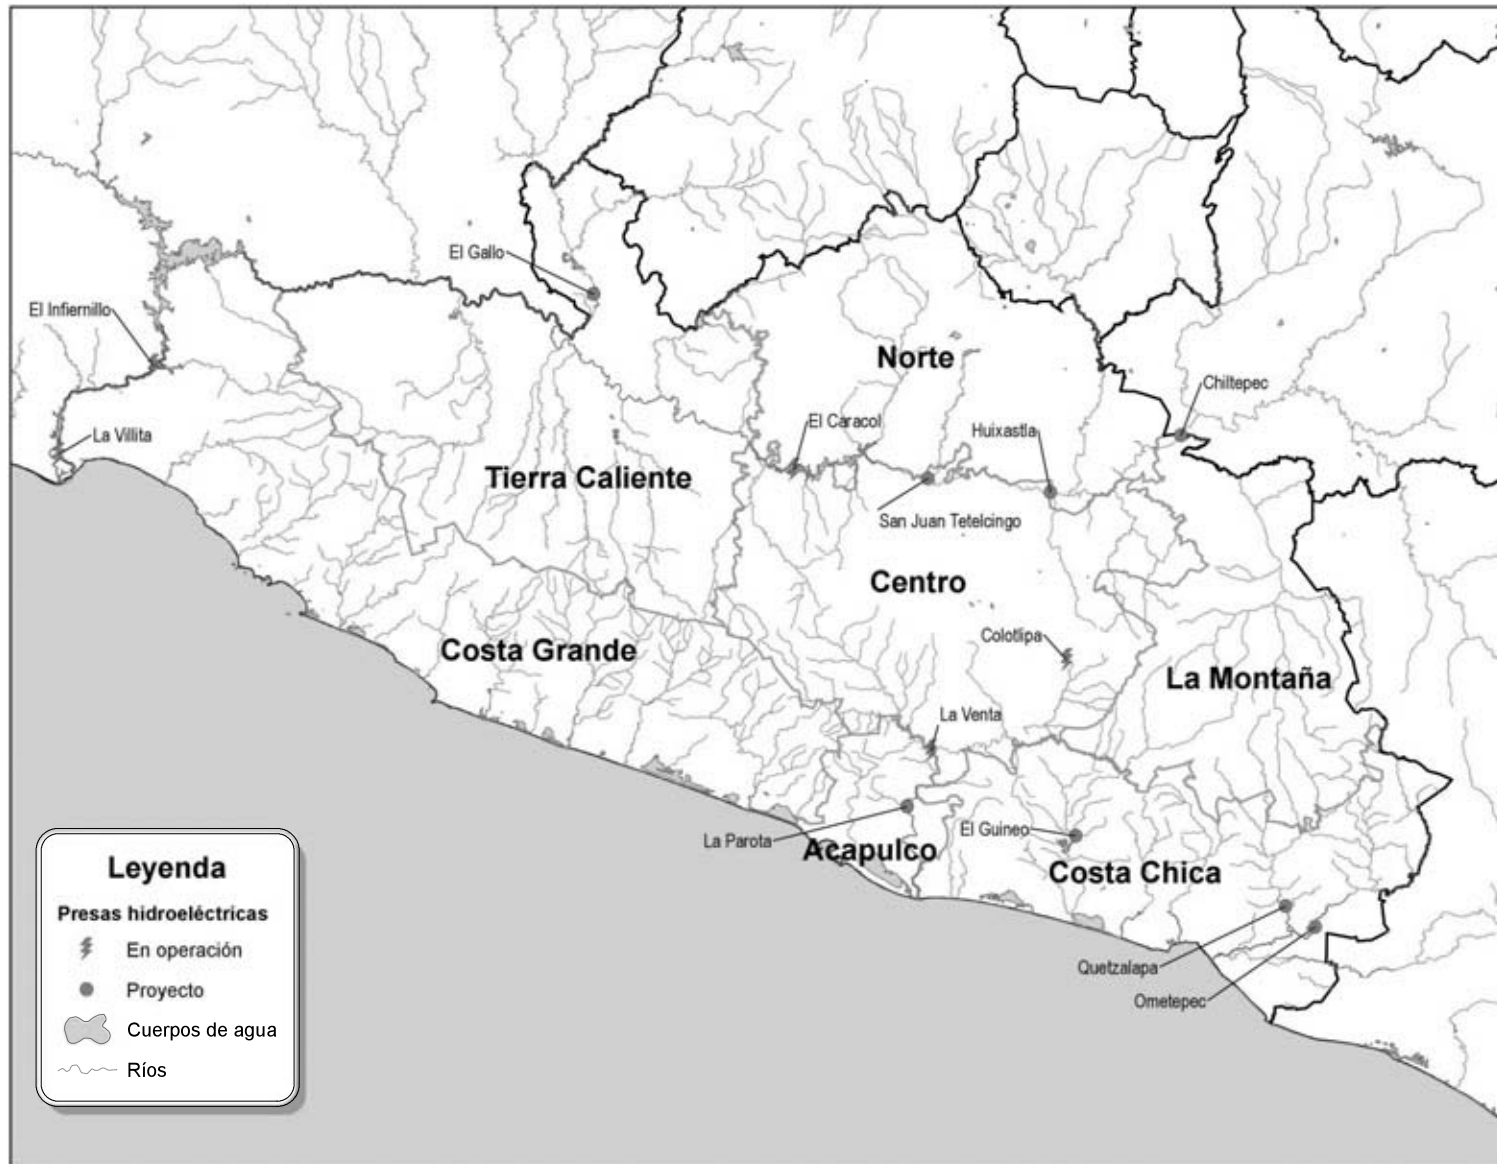 El Gallo
El Infiernillo
Norte
Chiltepec
El Caracol
Huixastla
La Villita
Tierra Caliente
San Juan Tetelcingo
Centro
Colotlipa
Costa Grande
La Montaña
La Venta
La Parota
El Guineo
Acapulco
Costa Chica
Quetzalapa
Ometepec
Leyenda
Presas hidroeléctricas
En operación
Proyecto
Cuerpos de agua
Ríos